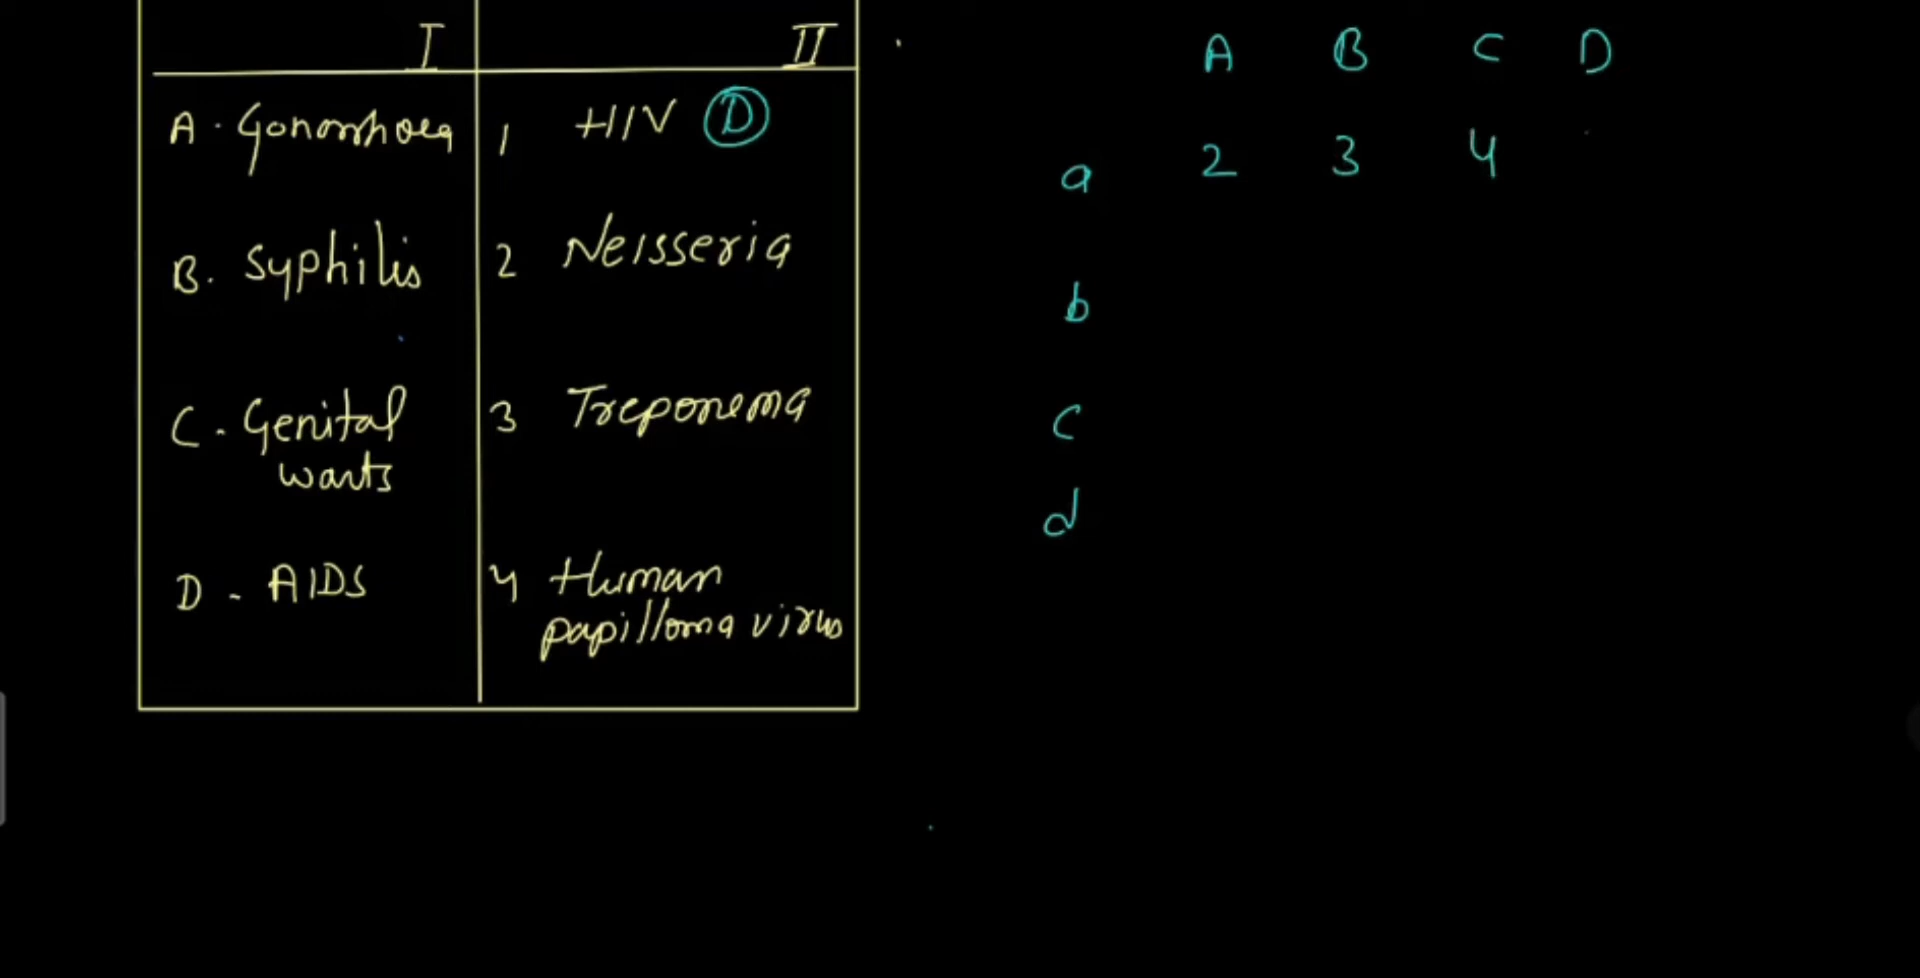 I II
A. Gonorrhoea 1 HIV D
B. Syphilis 2 Neisseria
C. Genital
warts 3 Treponema
D - AIDS 4 Human
papilloma virus
A B C D
a 2 3 4
b
c
d